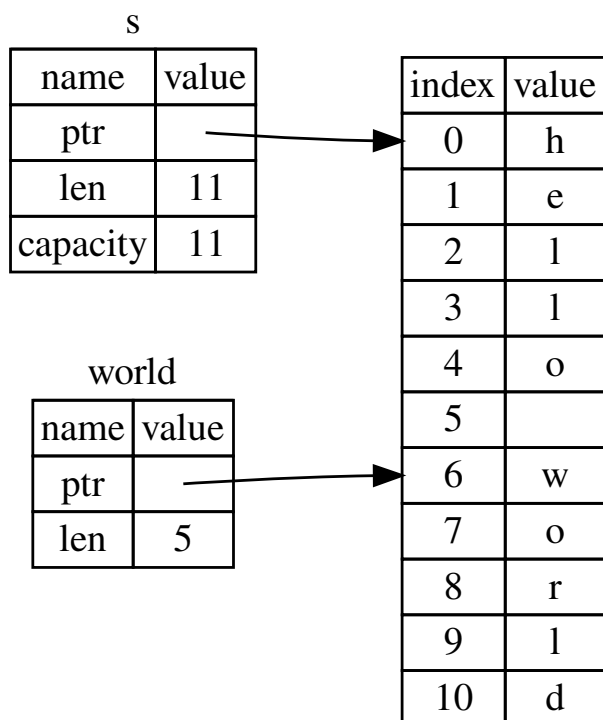 s
name value
ptr
len 11
capacity 11
world
name value
ptr
len 5
index value
0 h
1 e
2 l
3 l
4 o
5
6 w
7 o
8 r
9 l
10 d